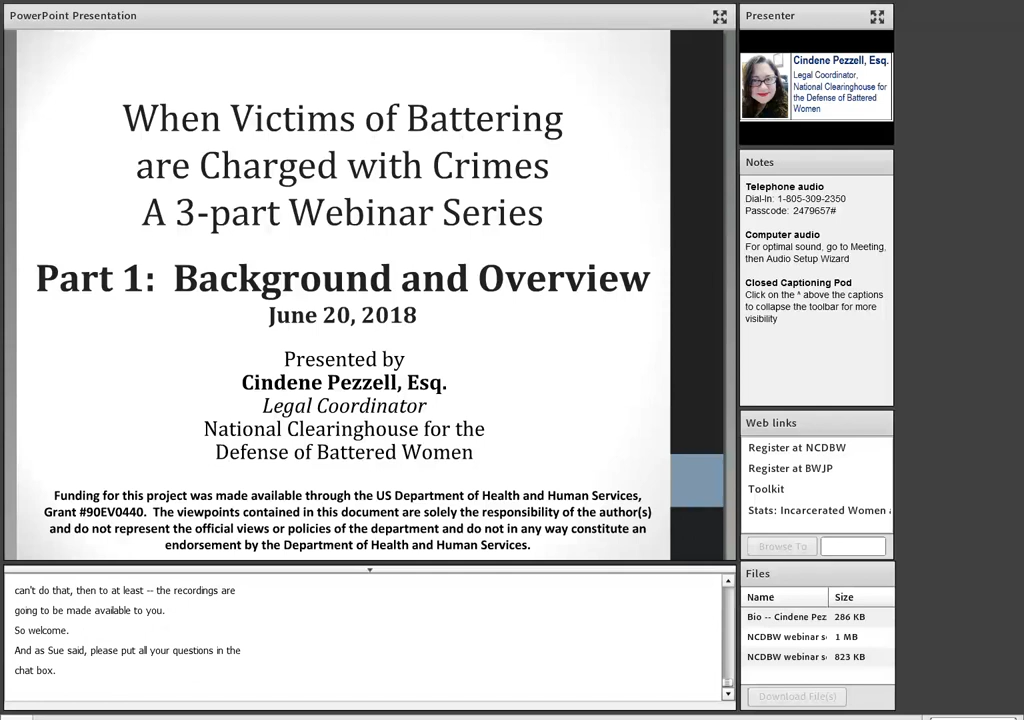 PowerPoint Presentation
When Victims of Battering
are Charged with Crimes
A 3-part Webinar Series
Part 1: Background and Overview
June 20, 2018
Presented by
Cindene Pezzell, Esq.
Legal Coordinator
National Clearinghouse for the
Defense of Battered Women
Funding for this project was made available through the US Department of Health and Human Services,
Grant #90EV0440. The viewpoints contained in this document are solely the responsibility of the author(s)
and do not represent the official views or policies of the department and do not in any way constitute an
endorsement by the Department of Health and Human Services.
can't do that, then to at least -- the recordings are
going to be made available to you.
So welcome.
And as Sue said, please put all your questions in the
chat box.
Presenter
Cindene Pezzell, Esq.
Legal Coordinator,
National Clearinghouse for
the Defense of Battered
Women
Notes
Telephone audio
Dial-In: 1-805-309-2350
Passcode: 2479657#
Computer audio
For optimal sound, go to Meeting,
then Audio Setup Wizard
Closed Captioning Pod
Click on the ^ above the captions
to collapse the toolbar for more
visibility
Web links
Register at NCDBW
Register at BWJP
Toolkit
Stats: Incarcerated Women
Browse To
Files
Name Size
Bio -- Cindene Pez 286 KB
NCDBW webinar s 1 MB
NCDBW webinar s 823 KB
Download File(s)